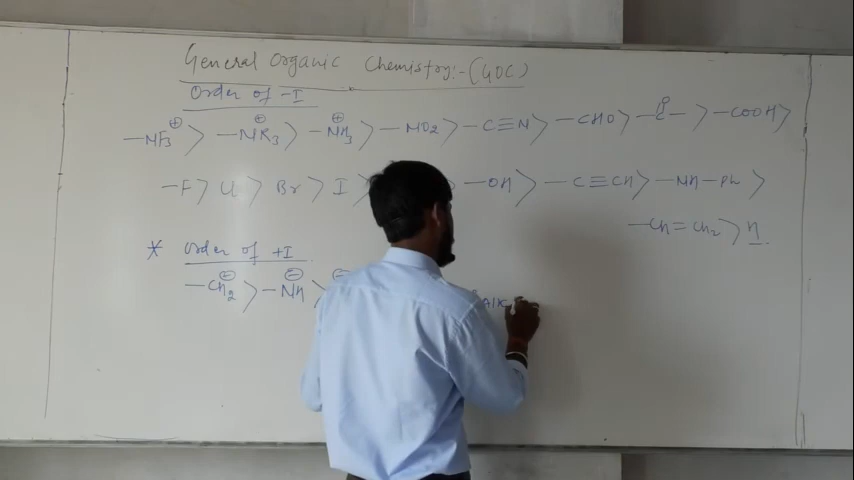 General Organic Chemistry:-(GOC)
Order of -I
-NF₃⊕ > -NR₃⊕ > -NH₃⊕ > -NO₂ > -C≡N > -CHO > -C(=O)- > -COOH >
-F > Cl > Br > I > -OH > -C≡CH > -NH-Ph >
-CH=CH₂ > H.
* Order of +I
-CH₂⊖ > -NH⊖ > ⊖ Alk